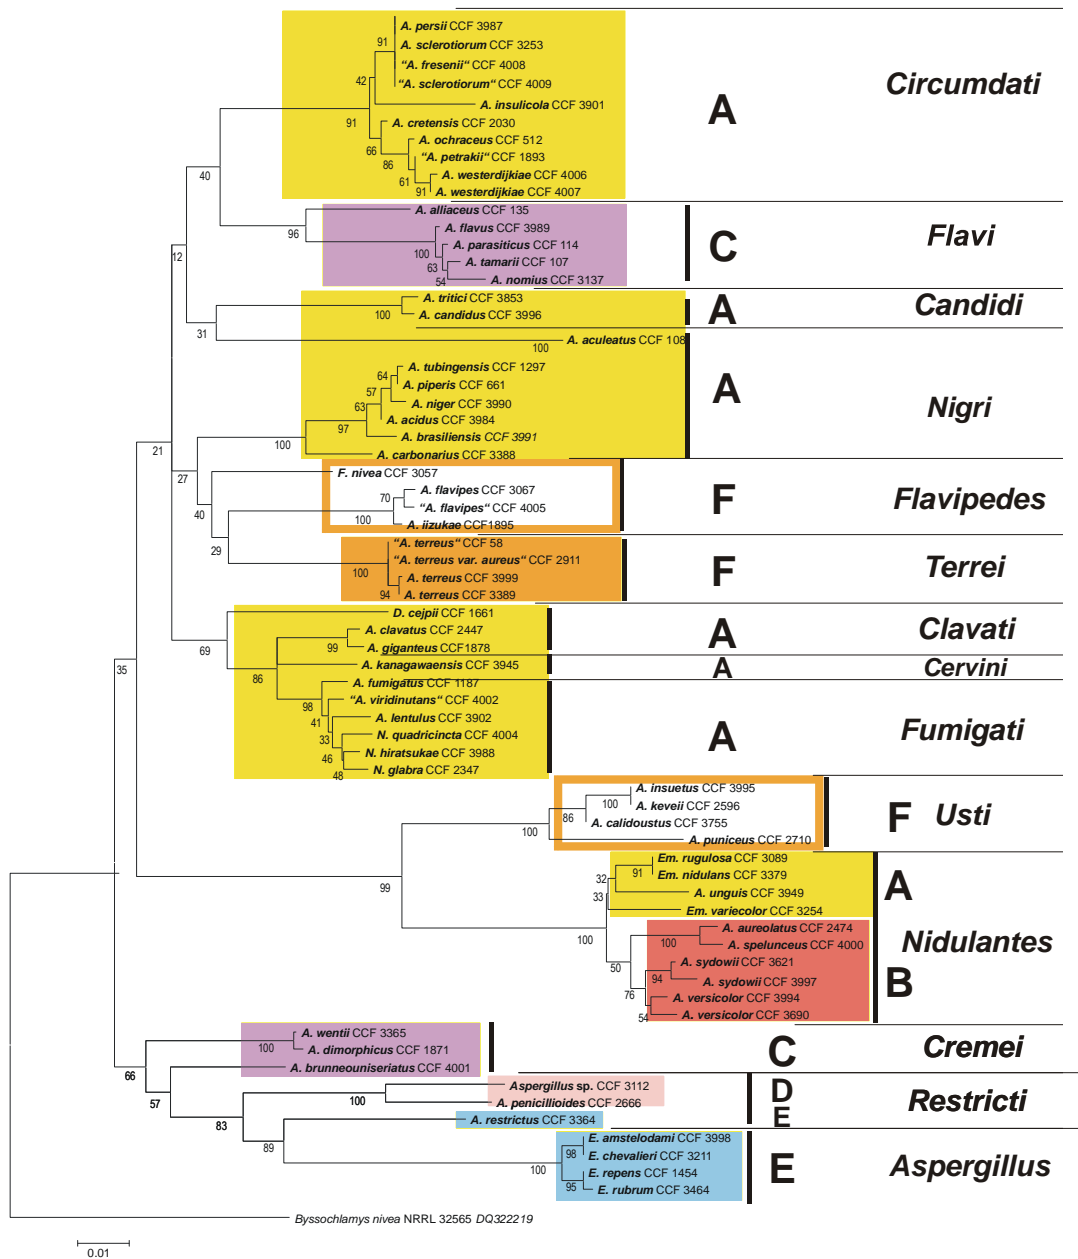 A. persii CCF 3987
91
A. sclerotiorum CCF 3253
"A. fresenii" CCF 4008
42
"A. sclerotiorum" CCF 4009
A. insulicola CCF 3901
91
A. cretensis CCF 2030
66
A. ochraceus CCF 512
86
"A. petrakii" CCF 1893
61
A. westerdijkiae CCF 4006
91
A. westerdijkiae CCF 4007
A
Circumdati
40
A. alliaceus CCF 135
96
A. flavus CCF 3989
100
A. parasiticus CCF 114
63
A. tamarii CCF 107
54
A. nomius CCF 3137
C
Flavi
12
A. tritici CCF 3853
100
A. candidus CCF 3996
A
Candidi
31
100
A. aculeatus CCF 108
A. tubingensis CCF 1297
64
A. piperis CCF 661
57
A. niger CCF 3990
63
A. acidus CCF 3984
97
A. brasiliensis CCF 3991
100
A. carbonarius CCF 3388
A
Nigri
21
27
F. nivea CCF 3057
A. flavipes CCF 3067
70
"A. flavipes" CCF 4005
100
A. iizukae CCF1895
F
Flavipedes
40
29
"A. terreus" CCF 58
"A. terreus var. aureus" CCF 2911
100
A. terreus CCF 3999
94
A. terreus CCF 3389
F
Terrei
D. cejpii CCF 1661
69
A. clavatus CCF 2447
99
A. giganteus CCF1878
A
Clavati
35
86
A. kanagawaensis CCF 3945
A
Cervini
A. fumigatus CCF 1187
98
"A. viridinutans" CCF 4002
41
A. lentulus CCF 3902
33
N. quadricincta CCF 4004
46
N. hiratsukae CCF 3988
48
N. glabra CCF 2347
A
Fumigati
A. insuetus CCF 3995
100
A. keveii CCF 2596
86
A. calidoustus CCF 3755
100
A. puniceus CCF 2710
F
Usti
99
Em. rugulosa CCF 3089
91
Em. nidulans CCF 3379
32
A. unguis CCF 3949
33
Em. variecolor CCF 3254
A
100
A. aureolatus CCF 2474
100
A. spelunceus CCF 4000
50
A. sydowii CCF 3621
94
A. sydowii CCF 3997
76
A. versicolor CCF 3994
54
A. versicolor CCF 3690
Nidulantes
B
A. wentii CCF 3365
100
A. dimorphicus CCF 1871
A. brunneouniseriatus CCF 4001
C
Cremei
66
57
Aspergillus sp. CCF 3112
100
A. penicillioides CCF 2666
D
83
A. restrictus CCF 3364
E
Restricti
89
E. amstelodami CCF 3998
98
E. chevalieri CCF 3211
100
E. repens CCF 1454
95
E. rubrum CCF 3464
E
Aspergillus
Byssochlamys nivea NRRL 32565 DQ322219
0.01